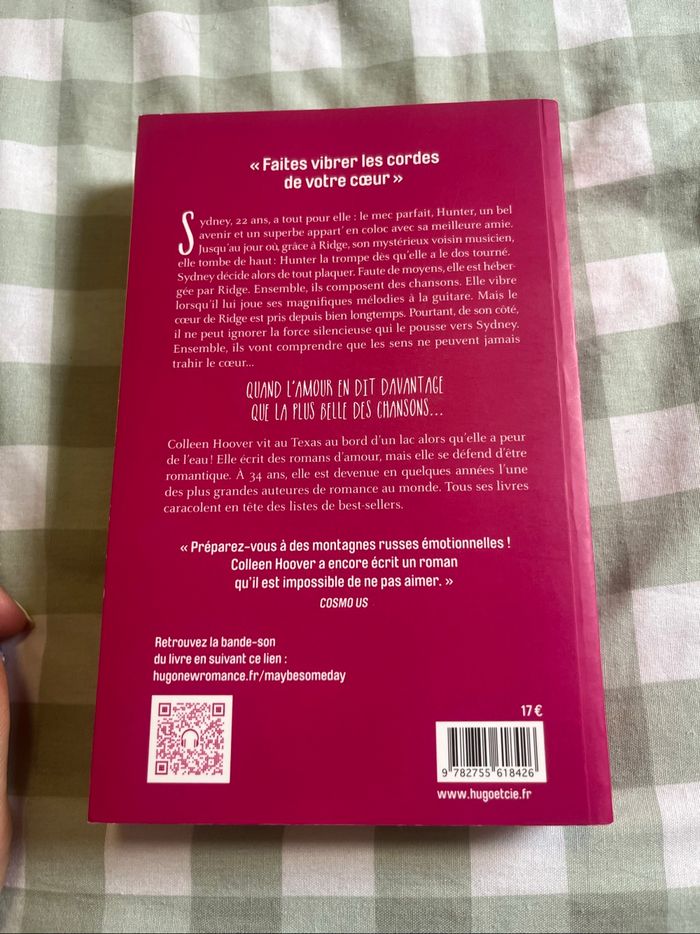 « Faites vibrer les cordes
de votre cœur »
Sydney, 22 ans, a tout pour elle : le mec parfait, Hunter, un bel
avenir et un superbe appart' en coloc avec sa meilleure amie.
Jusqu'au jour où, grâce à Ridge, son mystérieux voisin musicien,
elle tombe de haut : Hunter la trompe dès qu'elle a le dos tourné.
Sydney décide alors de tout plaquer. Faute de moyens, elle est héber-
gée par Ridge. Ensemble, ils composent des chansons. Elle vibre
lorsqu'il lui joue ses magnifiques mélodies à la guitare. Mais le
cœur de Ridge est pris depuis bien longtemps. Pourtant, de son côté,
il ne peut ignorer la force silencieuse qui le pousse vers Sydney.
Ensemble, ils vont comprendre que les sens ne peuvent jamais
trahir le cœur...
QUAND L'AMOUR EN DIT DAVANTAGE
QUE LA PLUS BELLE DES CHANSONS...
Colleen Hoover vit au Texas au bord d'un lac alors qu'elle a peur
de l'eau ! Elle écrit des romans d'amour, mais elle se défend d'être
romantique. À 34 ans, elle est devenue en quelques années l'une
des plus grandes auteures de romance au monde. Tous ses livres
caracolent en tête des listes de best-sellers.
« Préparez-vous à des montagnes russes émotionnelles !
Colleen Hoover a encore écrit un roman
qu'il est impossible de ne pas aimer. »
COSMO US
Retrouvez la bande-son
du livre en suivant ce lien :
hugonewromance.fr/maybesomeday
17 €
9 782755 618426
www.hugoetcie.fr